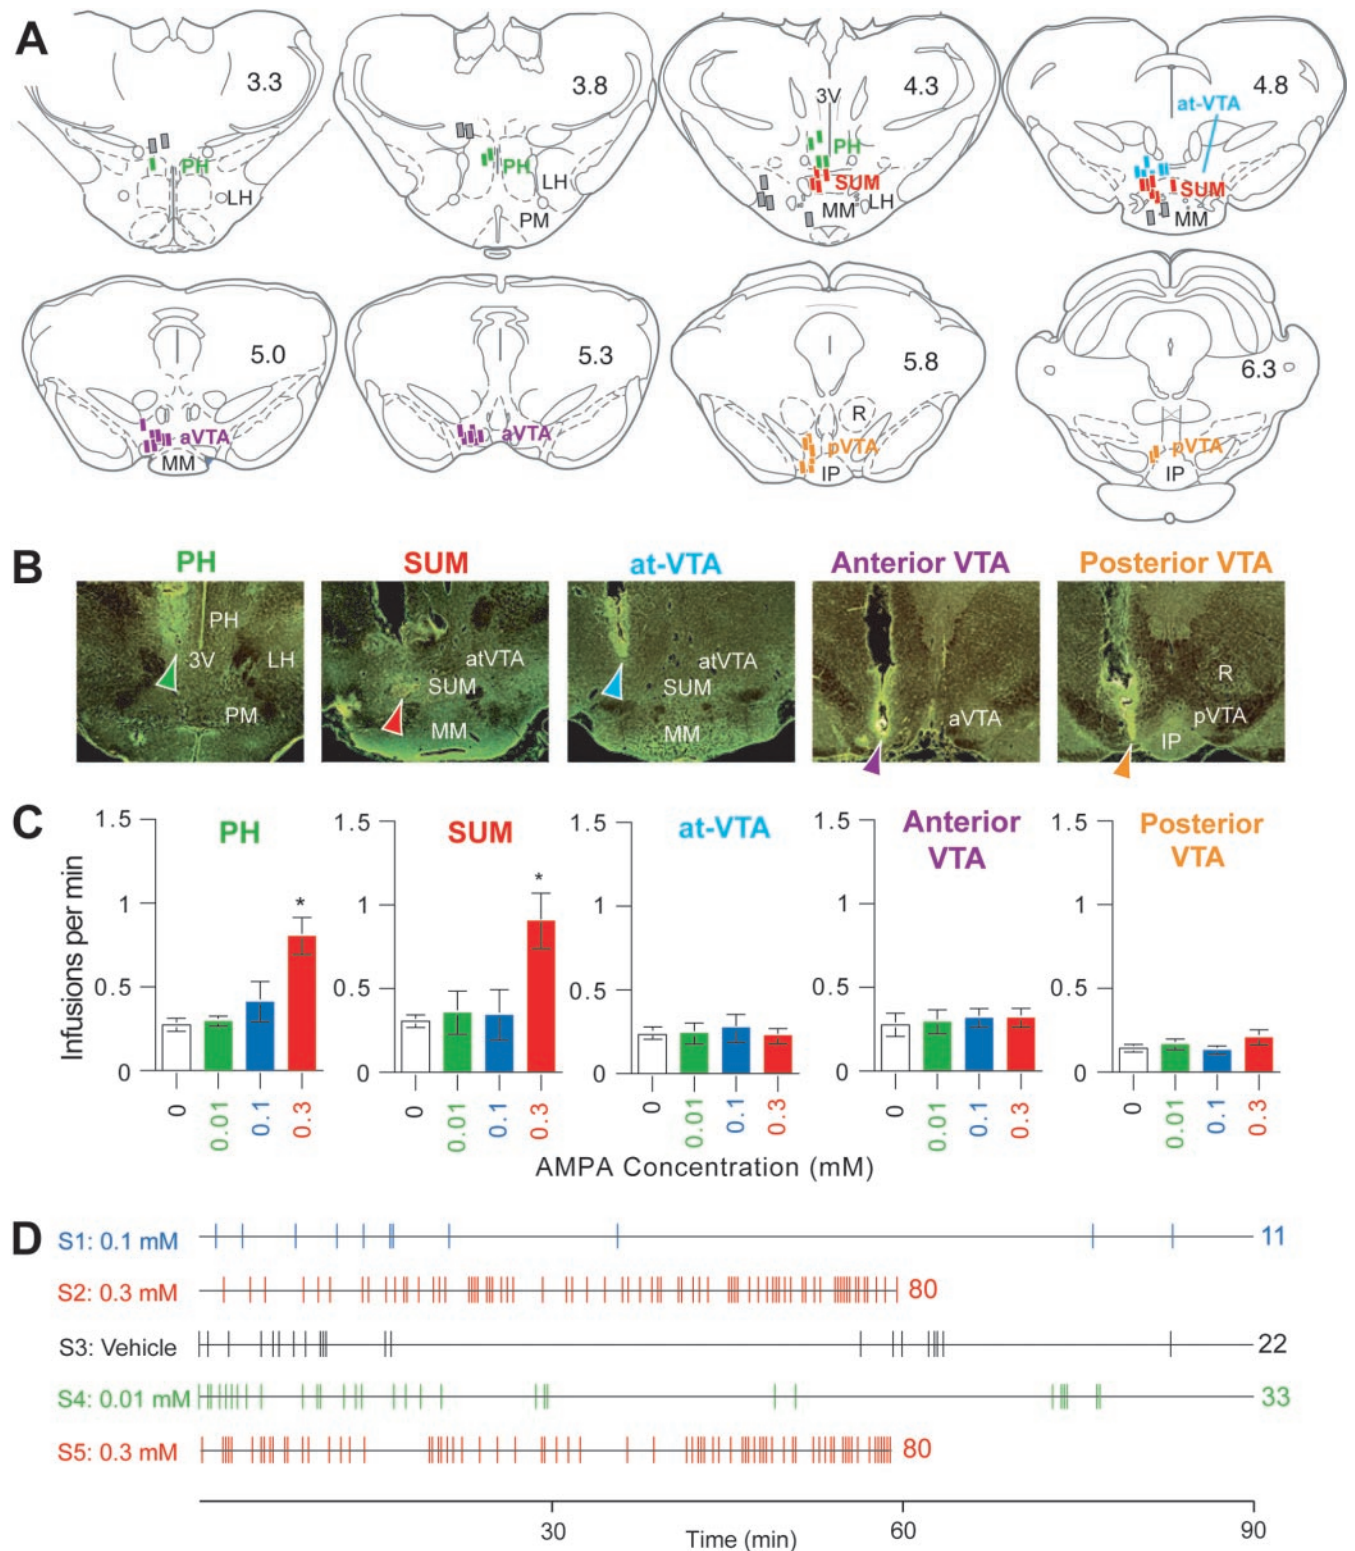 A
3.3
PH
LH
3.8
PH
LH
PM
3V
4.3
PH
SUM
MM
LH
4.8
at-VTA
SUM
MM
5.0
aVTA
MM
5.3
aVTA
5.8
R
pVTA
IP
6.3
pVTA
IP
B
PH
SUM
at-VTA
Anterior VTA
Posterior VTA
PH
3V
LH
PM
atVTA
SUM
MM
atVTA
SUM
MM
aVTA
R
pVTA
IP
C
Infusions per min
PH
1.5
1
0.5
0
*
0
0.01
0.1
0.3
SUM
1.5
1
0.5
0
*
0
0.01
0.1
0.3
at-VTA
1.5
1
0.5
0
0
0.01
0.1
0.3
Anterior
VTA
1.5
1
0.5
0
0
0.01
0.1
0.3
Posterior
VTA
1.5
1
0.5
0
0
0.01
0.1
0.3
AMPA Concentration (mM)
D
S1: 0.1 mM 11
S2: 0.3 mM 80
S3: Vehicle 22
S4: 0.01 mM 33
S5: 0.3 mM 80
30 60 90
Time (min)